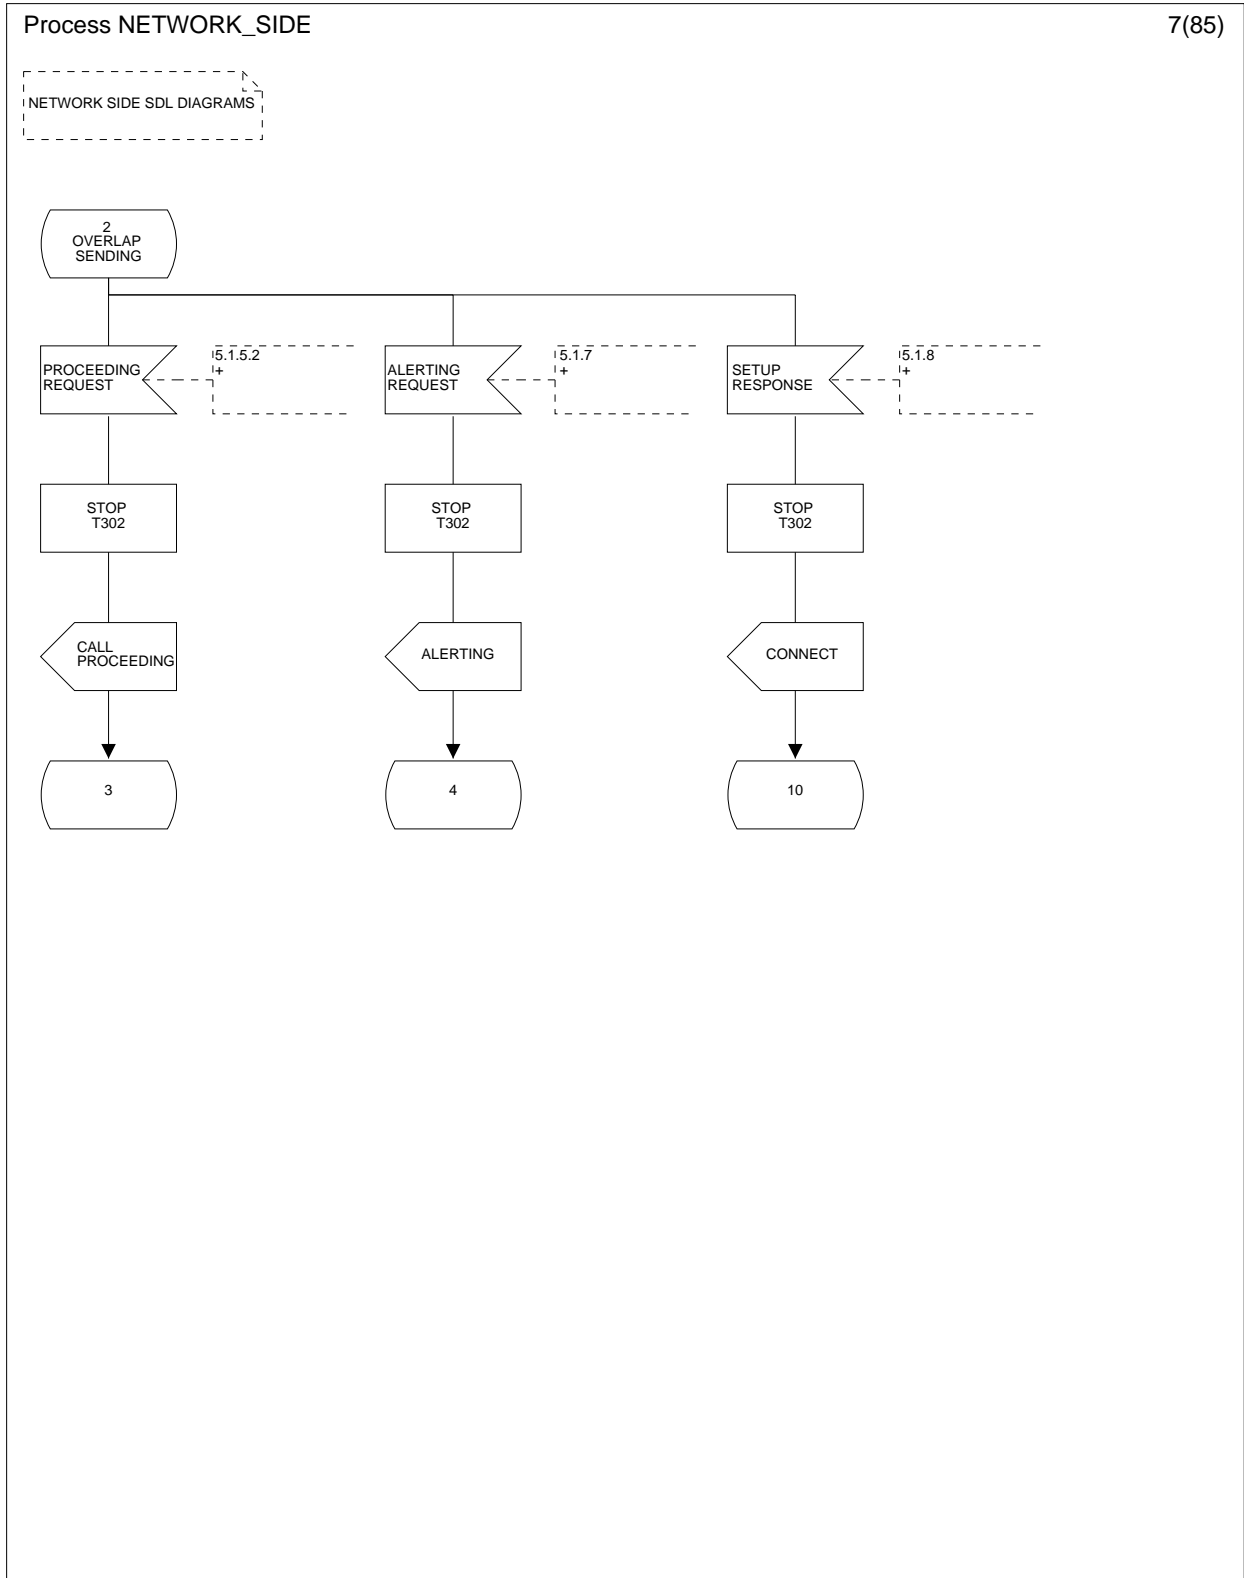 Process NETWORK_SIDE
7(85)
NETWORK SIDE SDL DIAGRAMS
2
OVERLAP
SENDING
PROCEEDING
REQUEST
5.1.5.2
+
ALERTING
REQUEST
5.1.7
+
SETUP
RESPONSE
5.1.8
+
STOP
T302
STOP
T302
STOP
T302
CALL
PROCEEDING
ALERTING
CONNECT
3
4
10